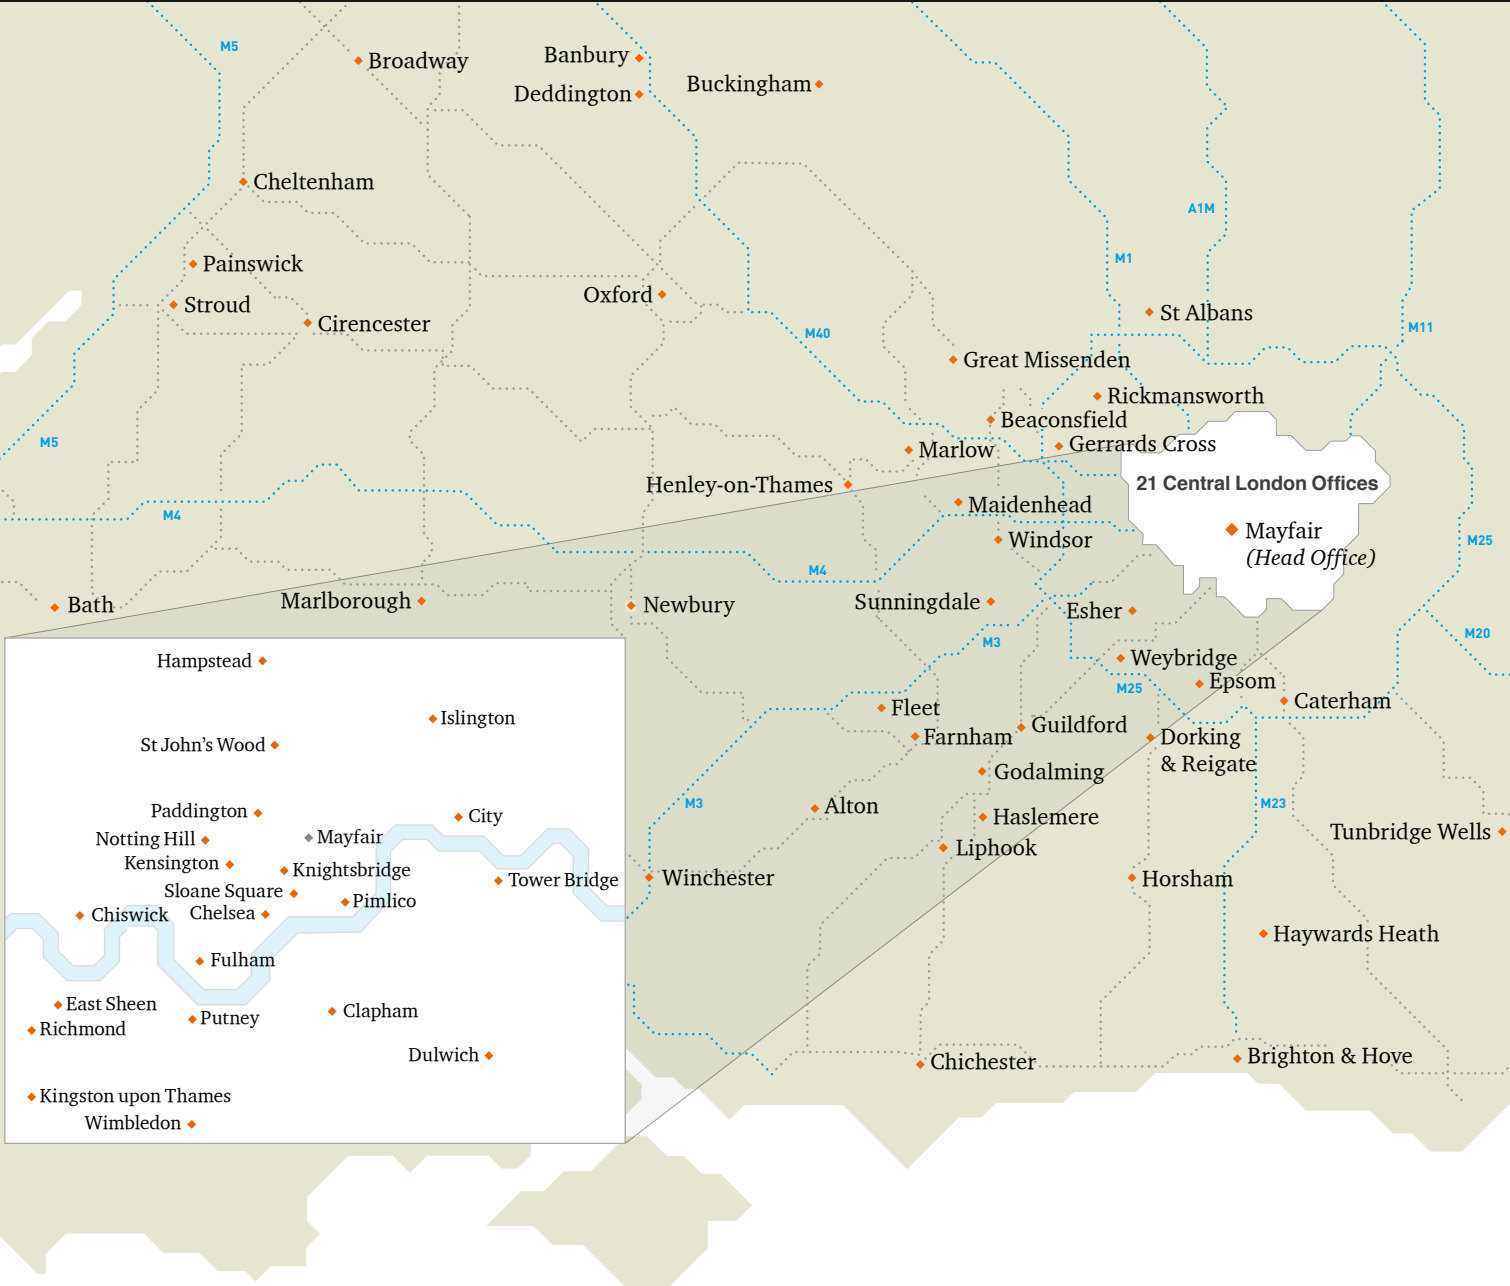 M5
Broadway
Banbury
Deddington
Buckingham
Cheltenham
A1M
Painswick
M1
Stroud
Oxford
Cirencester
St Albans
M40
M11
Great Missenden
Rickmansworth
Beaconsfield
M5
Marlow
Gerrards Cross
Henley-on-Thames
21 Central London Offices
Maidenhead
M4
Mayfair
(Head Office)
Windsor
M25
M4
Bath
Marlborough
Newbury
Sunningdale
Esher
M3
M20
Weybridge
Epsom
M25
Caterham
Fleet
Guildford
Farnham
Dorking
& Reigate
Godalming
M3
Alton
M23
Haslemere
Tunbridge Wells
Liphook
Winchester
Horsham
Haywards Heath
Chichester
Brighton & Hove
Hampstead
Islington
St John's Wood
Paddington
City
Notting Hill
Mayfair
Kensington
Knightsbridge
Tower Bridge
Sloane Square
Pimlico
Chiswick
Chelsea
Fulham
East Sheen
Clapham
Putney
Richmond
Dulwich
Kingston upon Thames
Wimbledon